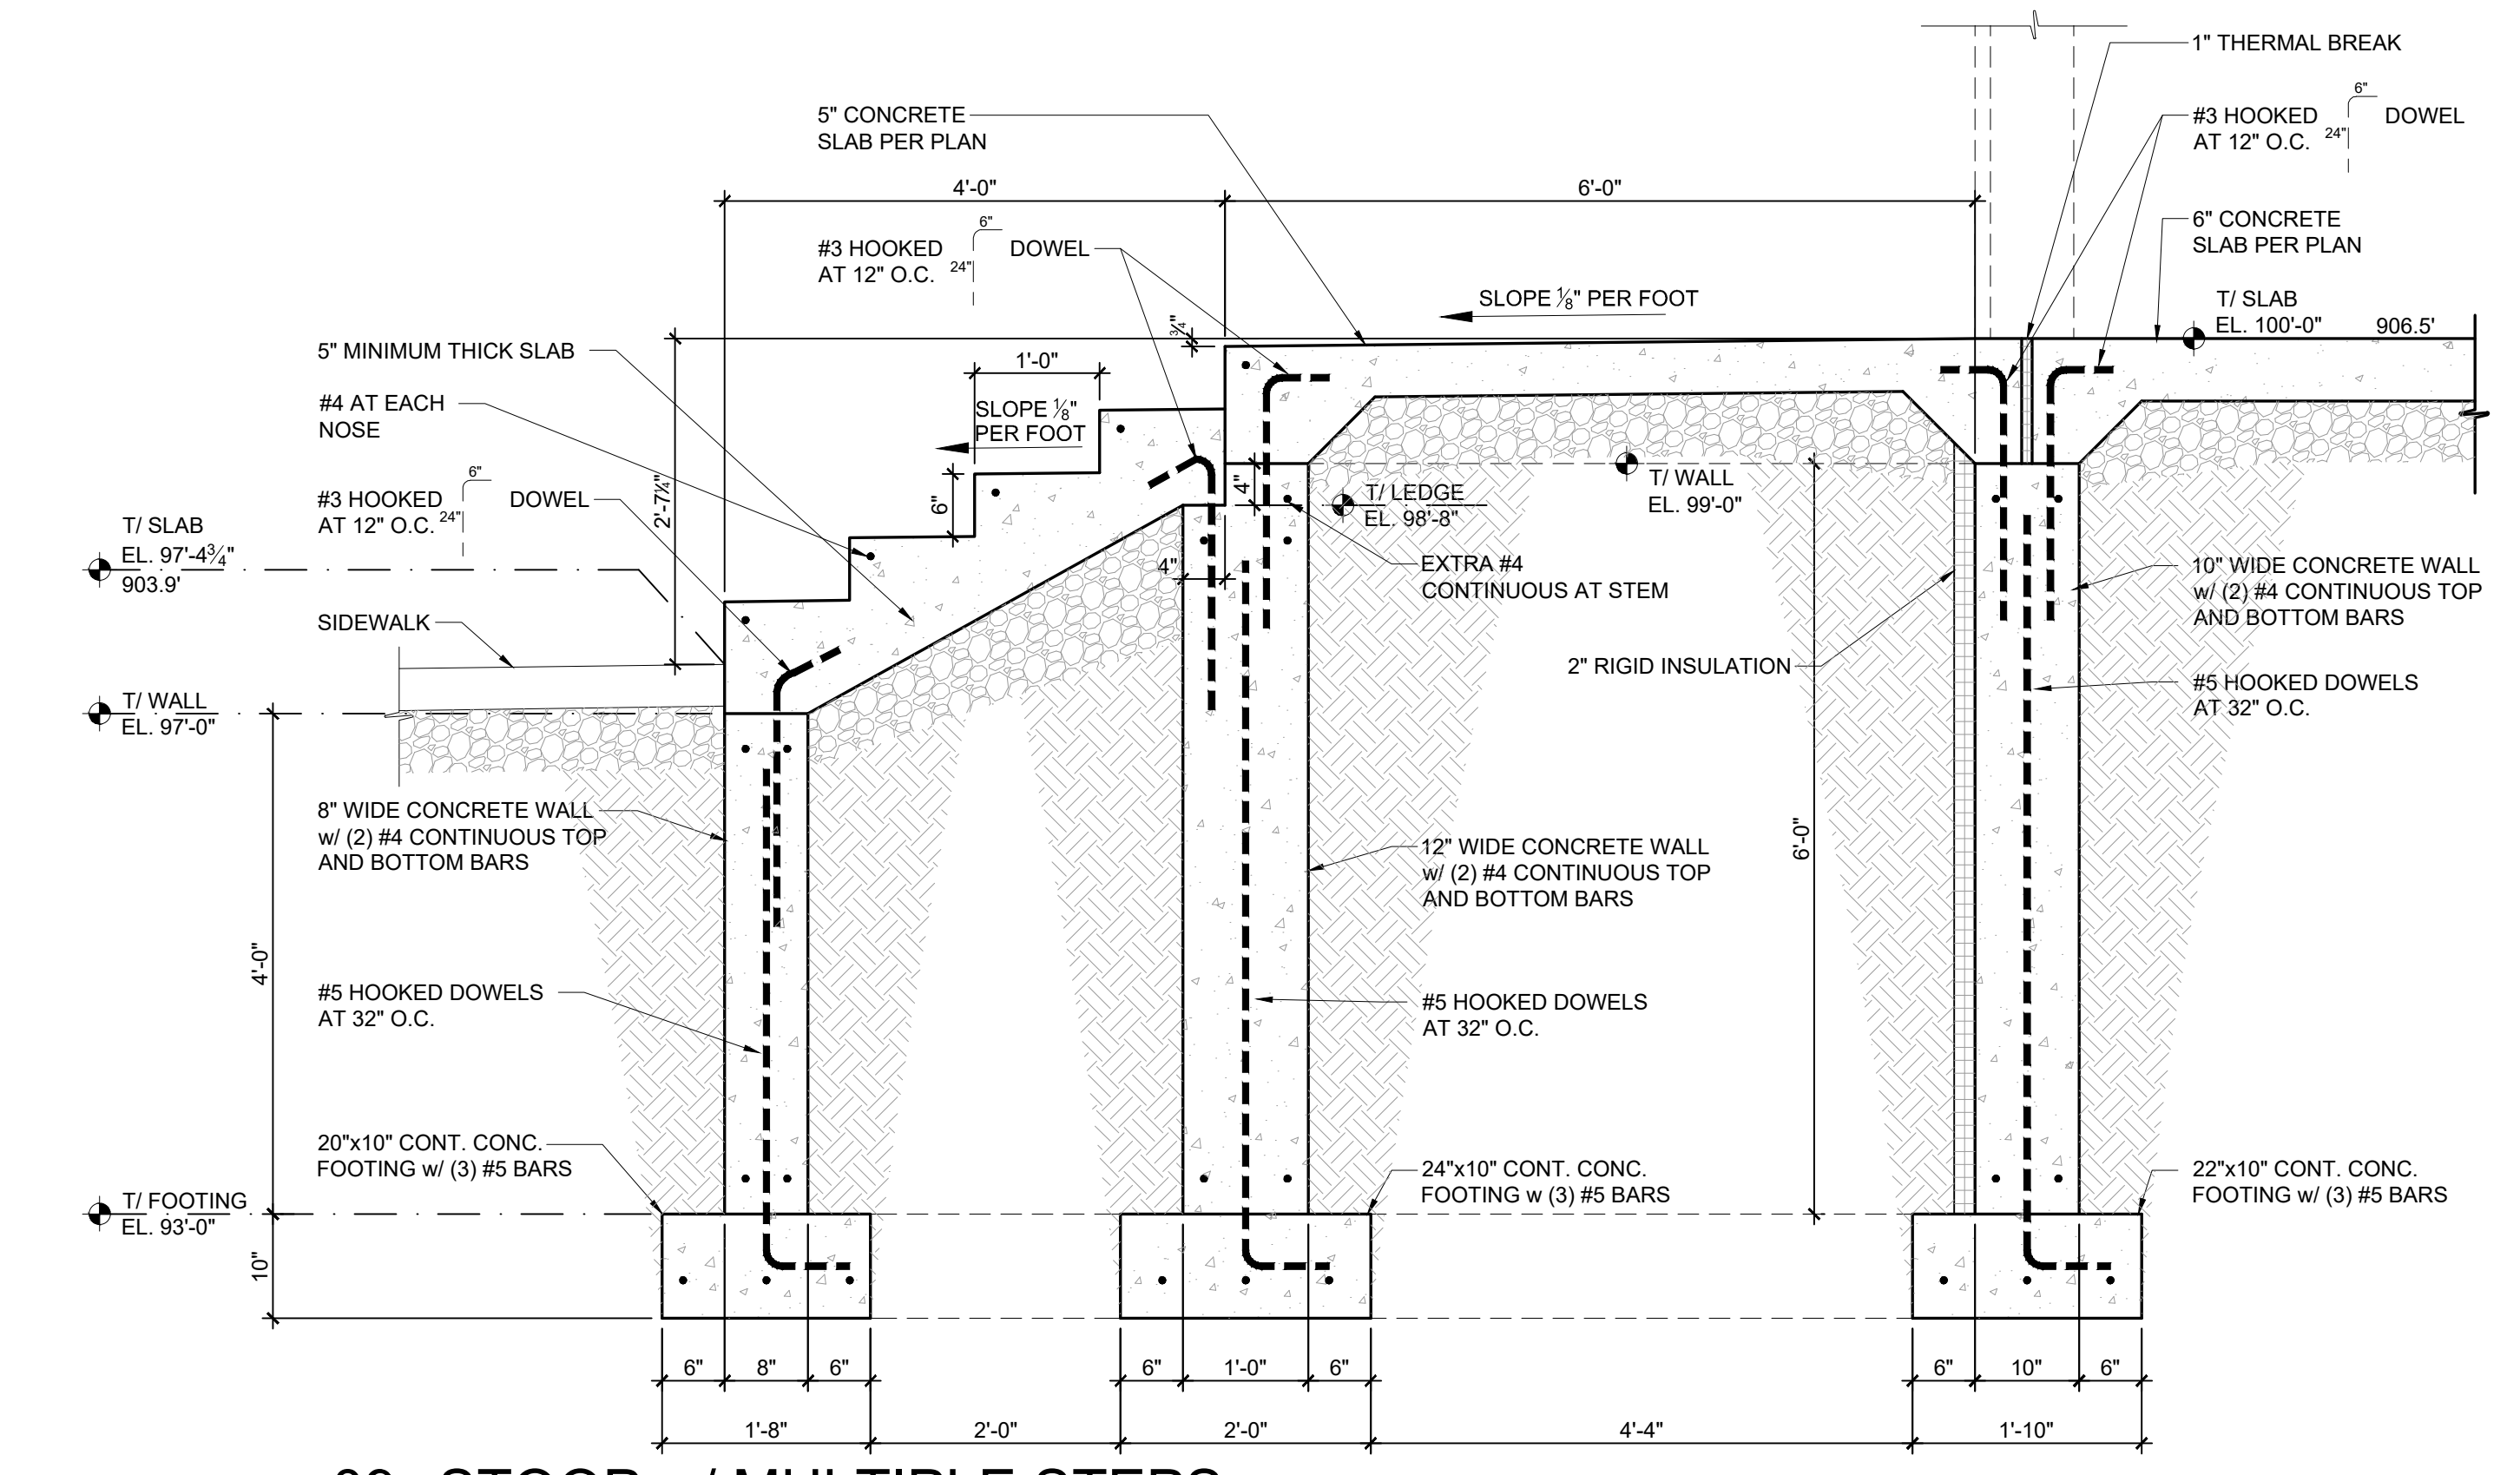 1" THERMAL BREAK
5" CONCRETE
SLAB PER PLAN
#3 HOOKED
AT 12" O.C.
6"
24"
DOWEL
4'-0"
6'-0"
#3 HOOKED
AT 12" O.C.
6"
24"
DOWEL
6" CONCRETE
SLAB PER PLAN
SLOPE ⅛" PER FOOT
T/ SLAB
EL. 100'-0"
906.5'
¾"
5" MINIMUM THICK SLAB
1'-0"
#4 AT EACH
NOSE
SLOPE ⅛"
PER FOOT
#3 HOOKED
AT 12" O.C.
6"
24"
DOWEL
2'-7¼"
6"
4"
T/ LEDGE
EL. 98'-8"
T/ WALL
EL. 99'-0"
T/ SLAB
EL. 97'-4¾"
903.9'
4"
EXTRA #4
CONTINUOUS AT STEM
10" WIDE CONCRETE WALL
w/ (2) #4 CONTINUOUS TOP
AND BOTTOM BARS
SIDEWALK
2" RIGID INSULATION
#5 HOOKED DOWELS
AT 32" O.C.
T/ WALL
EL. 97'-0"
8" WIDE CONCRETE WALL
w/ (2) #4 CONTINUOUS TOP
AND BOTTOM BARS
12" WIDE CONCRETE WALL
w/ (2) #4 CONTINUOUS TOP
AND BOTTOM BARS
6'-0"
4'-0"
#5 HOOKED DOWELS
AT 32" O.C.
#5 HOOKED DOWELS
AT 32" O.C.
20"x10" CONT. CONC.
FOOTING w/ (3) #5 BARS
24"x10" CONT. CONC.
FOOTING w (3) #5 BARS
22"x10" CONT. CONC.
FOOTING w/ (3) #5 BARS
T/ FOOTING
EL. 93'-0"
10"
6" 8" 6"
6" 1'-0" 6"
6" 10" 6"
1'-8" 2'-0" 2'-0" 4'-4" 1'-10"
STOOP w/ MULTIPLE STEPS